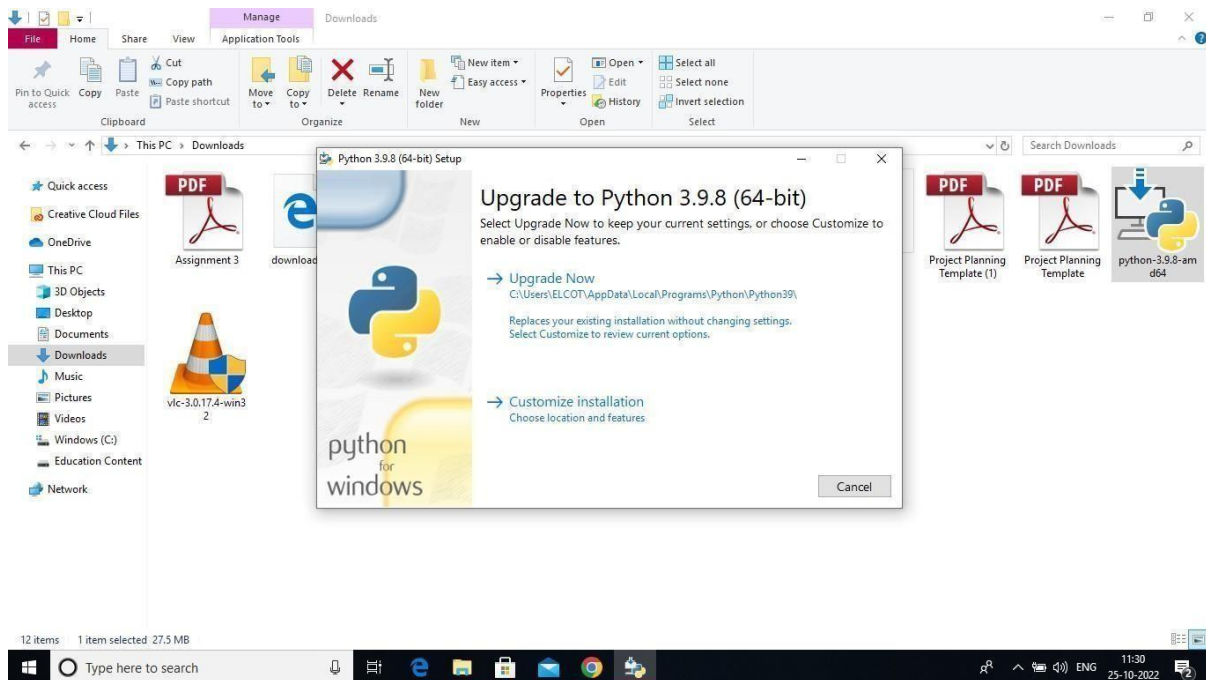 Manage
Downloads
File
Home
Share
View
Application Tools
Pin to Quick access
Copy
Paste
Cut
Copy path
Paste shortcut
Clipboard
Move to
Copy to
Delete
Rename
Organize
New folder
New item
Easy access
New
Properties
Open
Edit
History
Open
Select all
Select none
Invert selection
Select
This PC
Downloads
Search Downloads
Quick access
Creative Cloud Files
OneDrive
This PC
3D Objects
Desktop
Documents
Downloads
Music
Pictures
Videos
Windows (C:)
Education Content
Network
PDF
Assignment 3
download
vlc-3.0.17.4-win3
2
Python 3.9.8 (64-bit) Setup
Upgrade to Python 3.9.8 (64-bit)
Select Upgrade Now to keep your current settings, or choose Customize to
enable or disable features.
Upgrade Now
C:\Users\ELCOT\AppData\Local\Programs\Python\Python39\
Replaces your existing installation without changing settings.
Select Customize to review current options.
Customize installation
Choose location and features
python
for
windows
Cancel
PDF
Project Planning
Template (1)
PDF
Project Planning
Template
python-3.9.8-am
d64
12 items
1 item selected 27.5 MB
Type here to search
ENG
11:30
25-10-2022
2